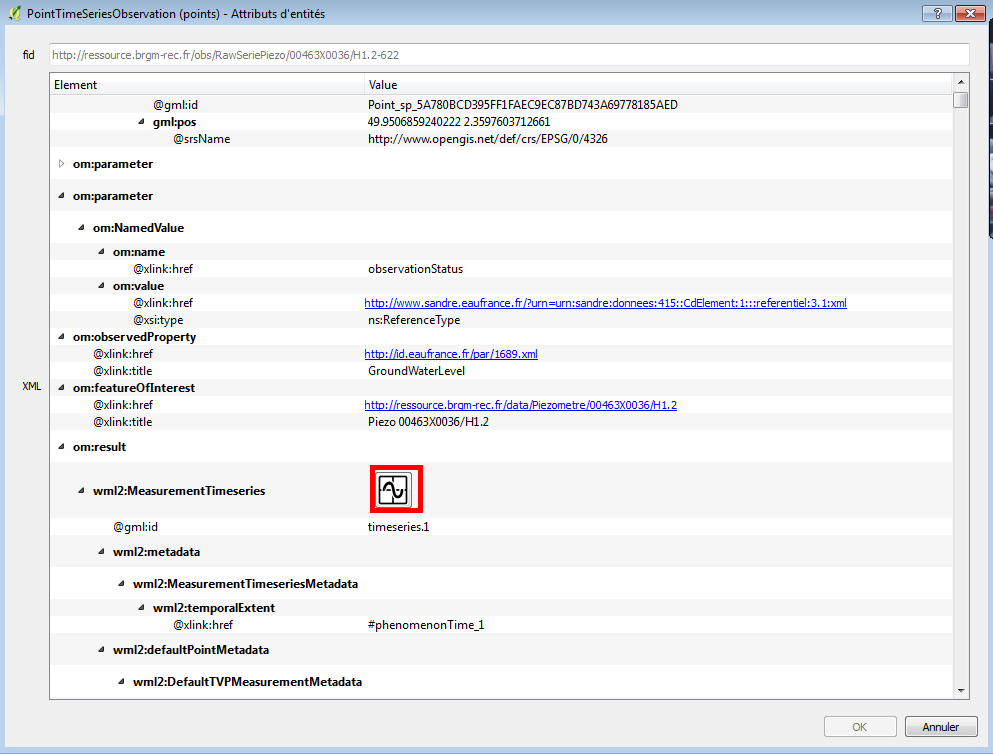 PointTimeSeriesObservation (points) - Attributs d'entités
fid http://ressource.brgm-rec.fr/obs/RawSeriePiezo/00463X0036/H1.2-622
Element Value
@gml:id Point_sp_5A780BCD395FF1FAEC9EC87BD743A69778185AED
gml:pos 49.9506859240222 2.3597603712661
@srsName http://www.opengis.net/def/crs/EPSG/0/4326
om:parameter
om:parameter
om:NamedValue
om:name
@xlink:href observationStatus
om:value
@xlink:href http://www.sandre.eaufrance.fr/?urn=urn:sandre:donnees:415::CdElement:1:::referentiel:3.1:xml
@xsi:type ns:ReferenceType
om:observedProperty
@xlink:href http://id.eaufrance.fr/par/1689.xml
@xlink:title GroundWaterLevel
XML om:featureOfInterest
@xlink:href http://ressource.brgm-rec.fr/data/Piezometre/00463X0036/H1.2
@xlink:title Piezo 00463X0036/H1.2
om:result
wml2:MeasurementTimeseries
@gml:id timeseries.1
wml2:metadata
wml2:MeasurementTimeseriesMetadata
wml2:temporalExtent
@xlink:href #phenomenonTime_1
wml2:defaultPointMetadata
wml2:DefaultTVPMeasurementMetadata
OK Annuler